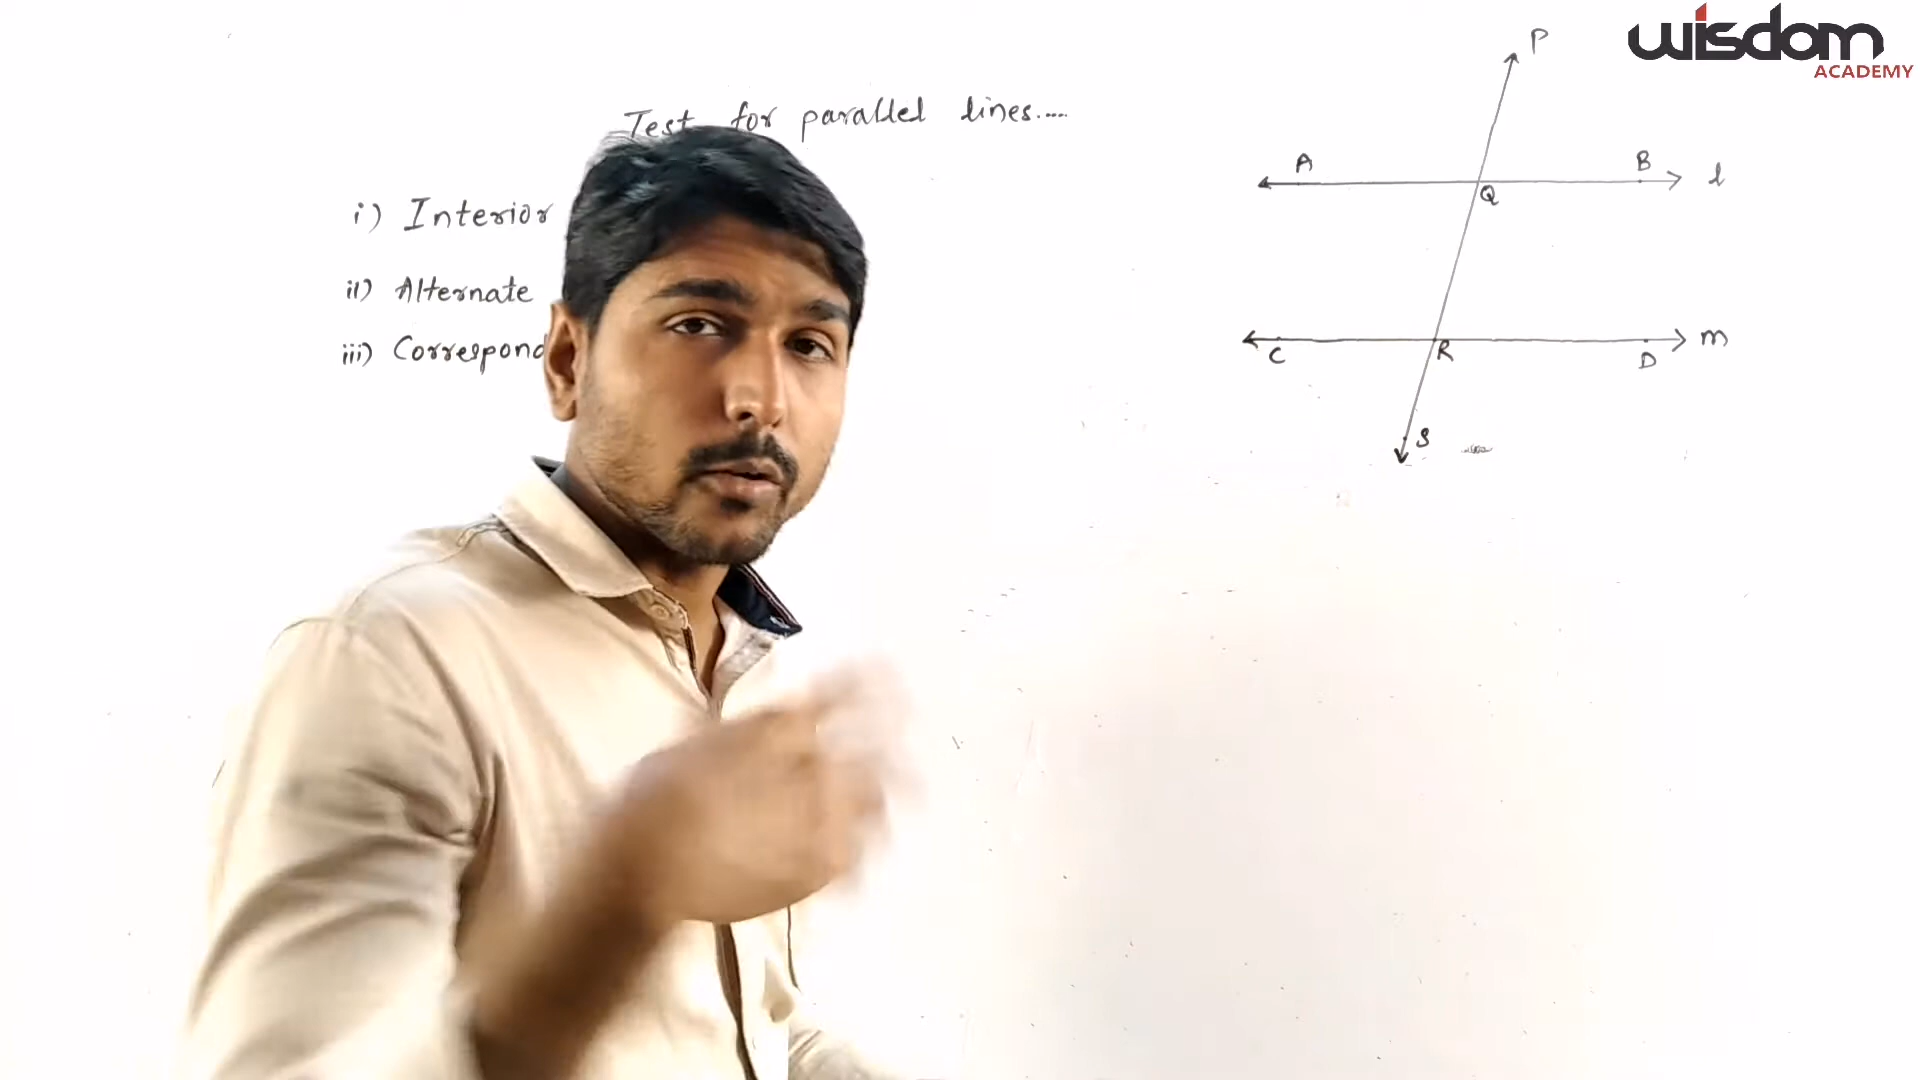 wisdom
ACADEMY
Test for parallel lines.....
i) Interior
ii) Alternate
iii) Correspond
P
A
B
l
Q
C
R
D
m
S